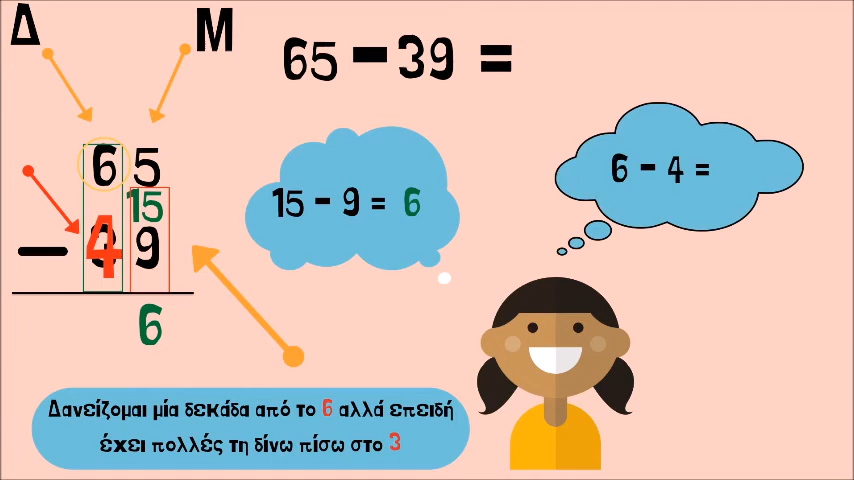 Δ Μ
65 - 39 =
6 5
15
- 4 9
6
15 - 9 = 6
6 - 4 =
Δανείζομαι μία δεκάδα από το 6 αλλά επειδή
έχει πολλές τη δίνω πίσω στο 3